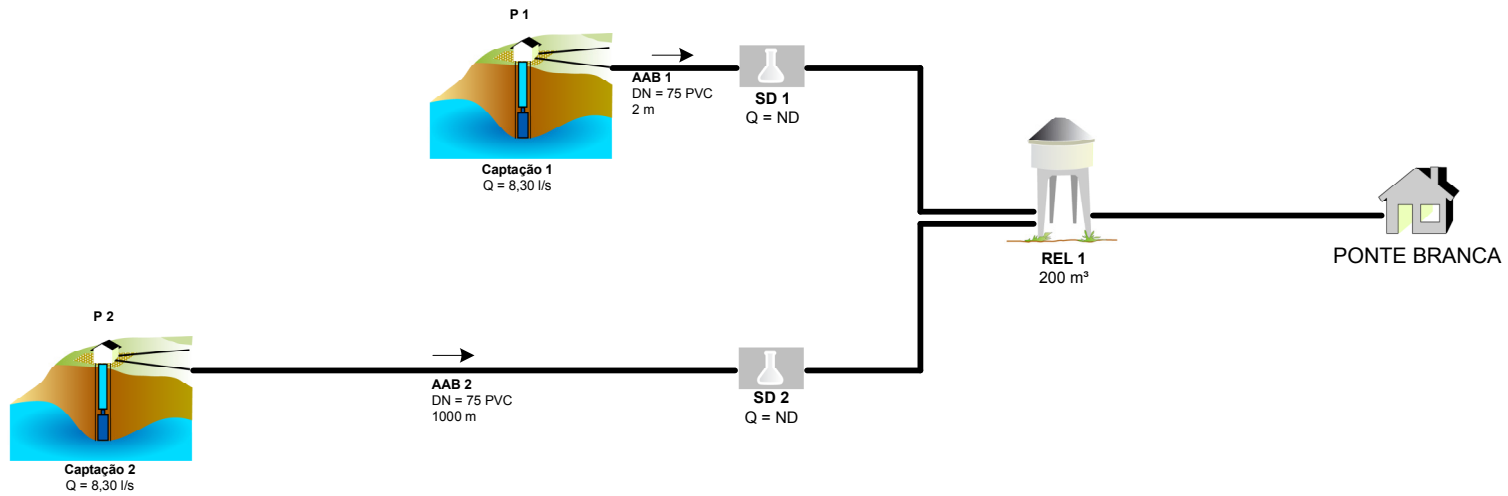 P 1
AAB 1
DN = 75 PVC
2 m
SD 1
Q = ND
Captação 1
Q = 8,30 l/s
REL 1
200 m³
PONTE BRANCA
P 2
AAB 2
DN = 75 PVC
1000 m
SD 2
Q = ND
Captação 2
Q = 8,30 l/s